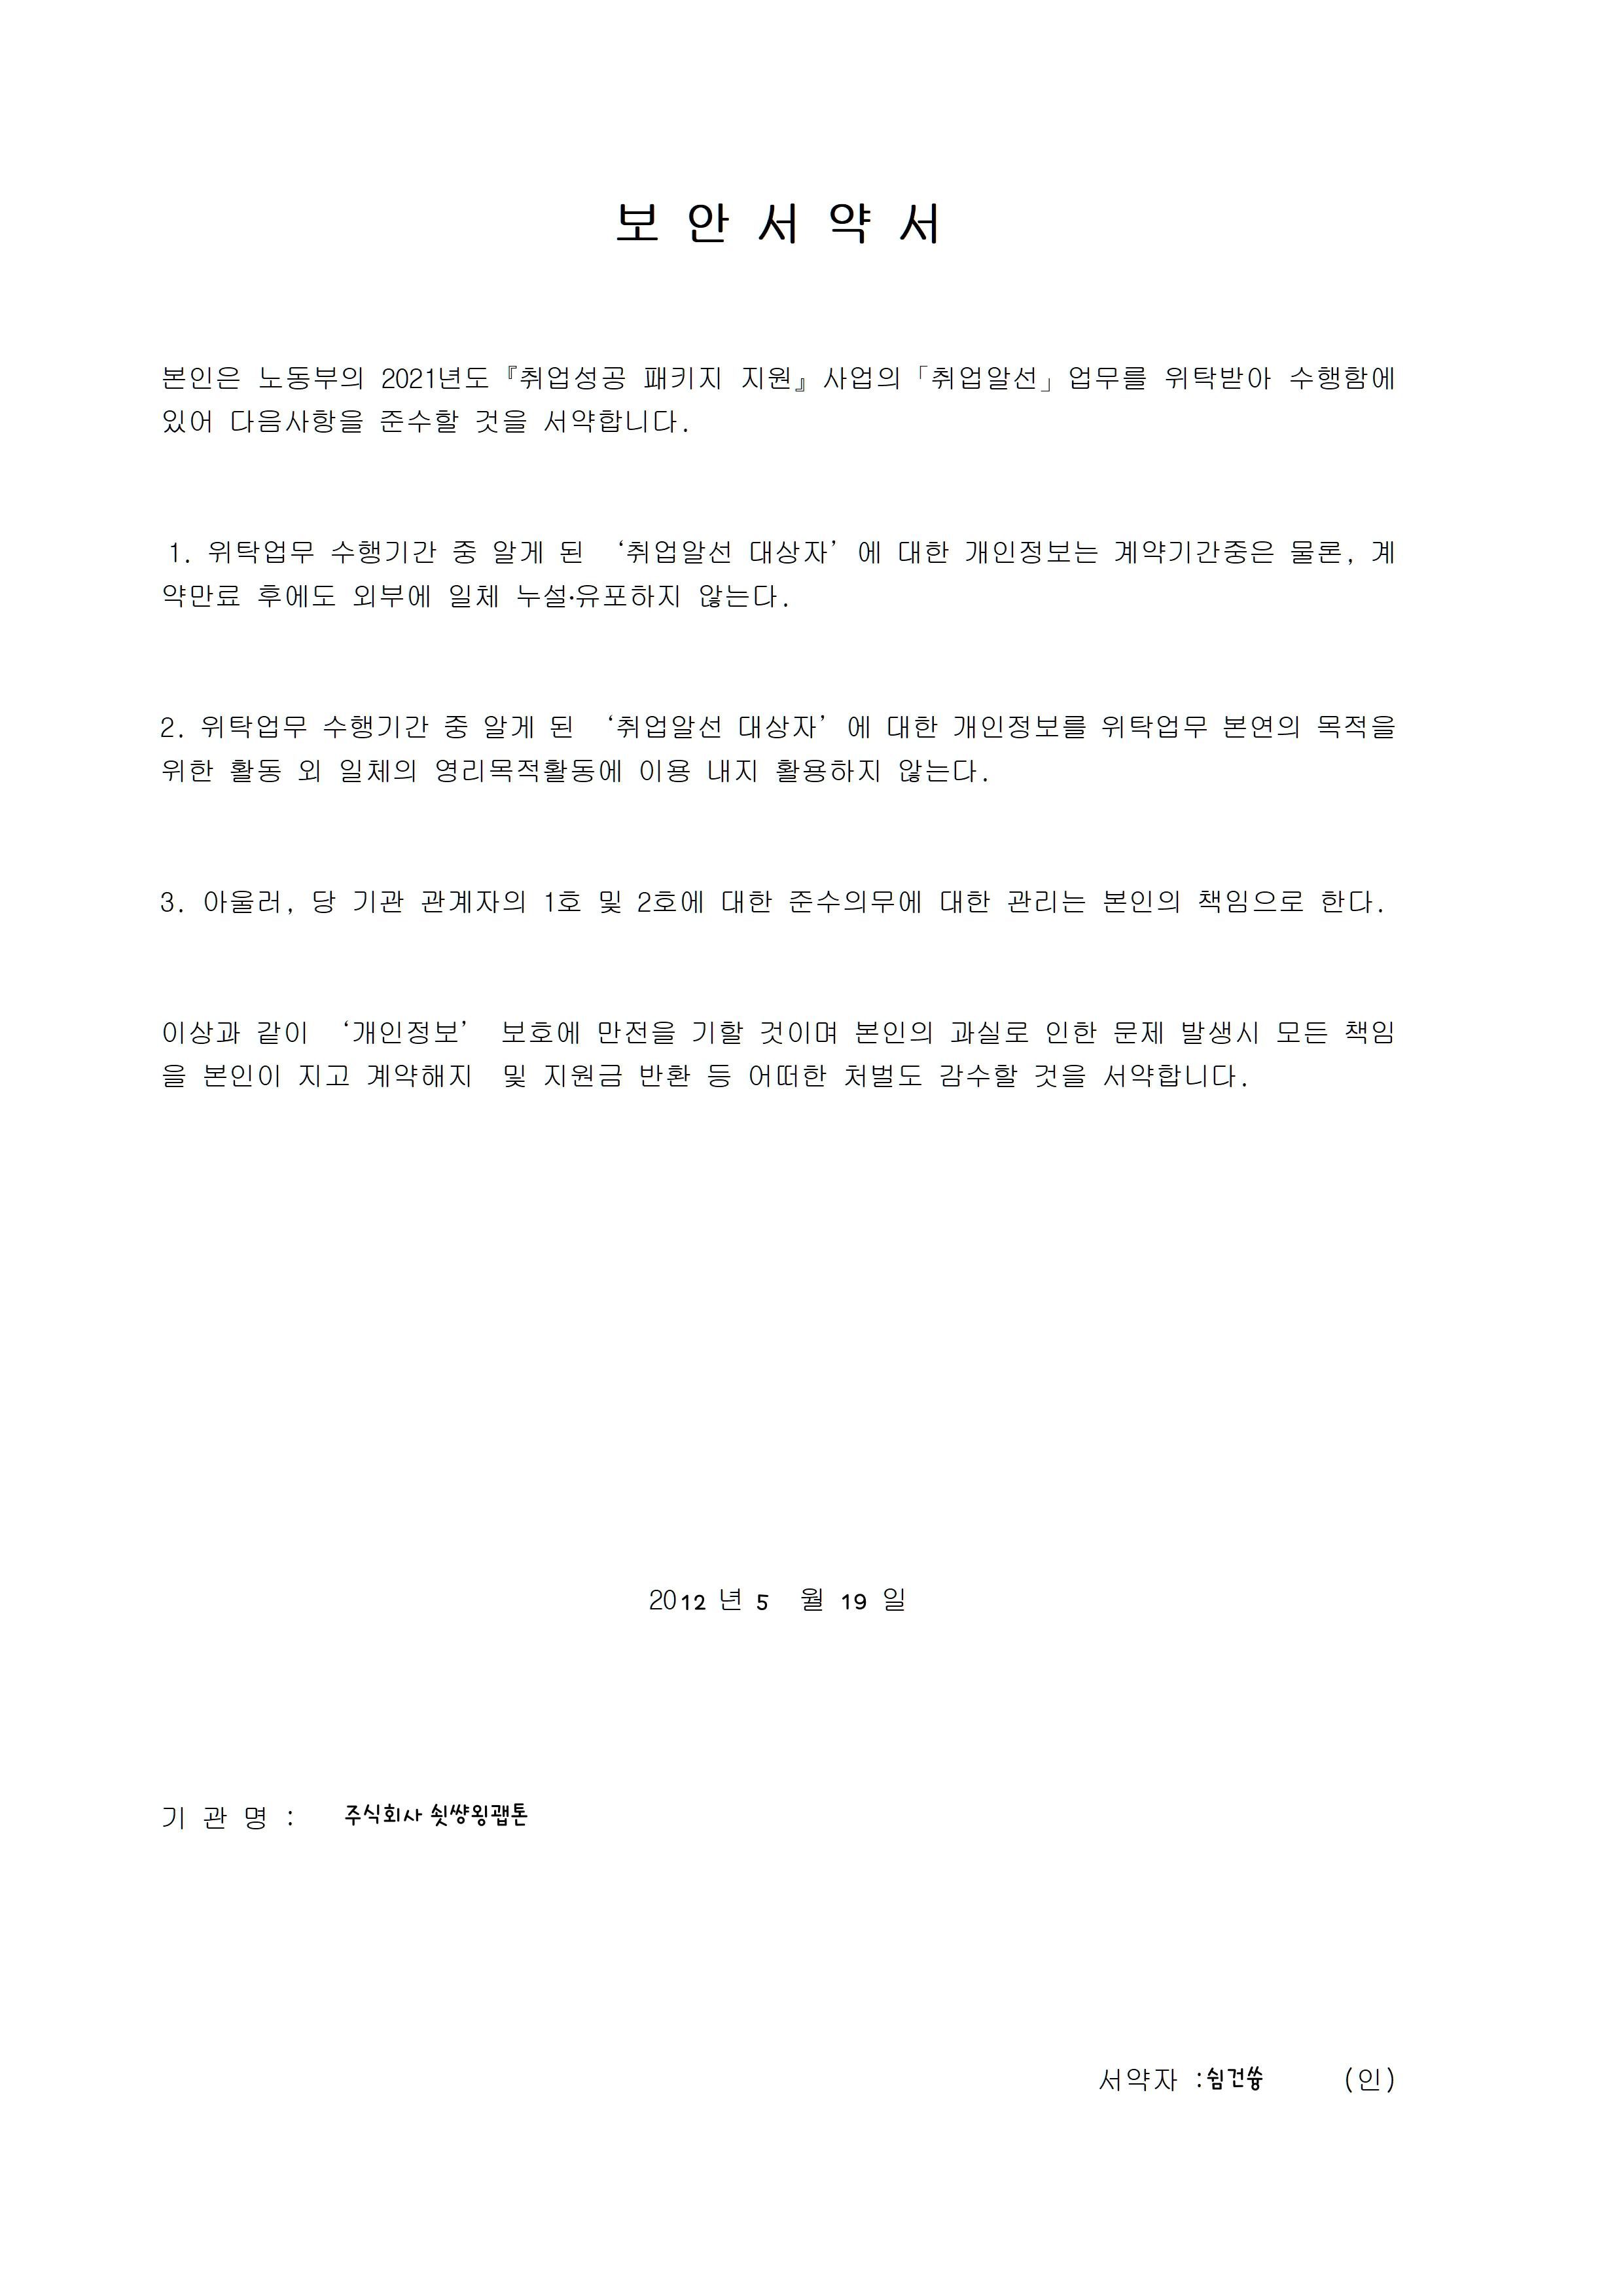 보 안 서 약 서
본인은 노동부의 2021년도『취업성공 패키지 지원』사업의「취업알선」업무를 위탁받아 수행함에
있어 다음사항을 준수할 것을 서약합니다.
1. 위탁업무 수행기간 중 알게 된 ‘취업알선 대상자’에 대한 개인정보는 계약기간중은 물론, 계
약만료 후에도 외부에 일체 누설·유포하지 않는다.
2. 위탁업무 수행기간 중 알게 된 ‘취업알선 대상자’에 대한 개인정보를 위탁업무 본연의 목적을
위한 활동 외 일체의 영리목적활동에 이용 내지 활용하지 않는다.
3. 아울러, 당 기관 관계자의 1호 및 2호에 대한 준수의무에 대한 관리는 본인의 책임으로 한다.
이상과 같이 ‘개인정보’ 보호에 만전을 기할 것이며 본인의 과실로 인한 문제 발생시 모든 책임
을 본인이 지고 계약해지 및 지원금 반환 등 어떠한 처벌도 감수할 것을 서약합니다.
2012 년 5 월 19 일
기 관 명 : 주식회사
서약자 : (인)